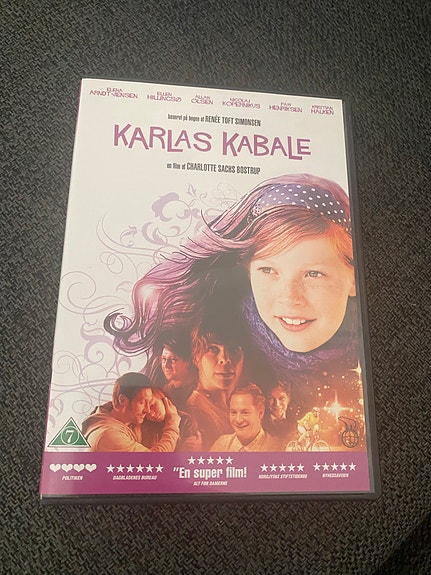 ELENA ARNDT-JENSEN
ELLEN HILLINGSØ
ALLAN OLSEN
NICOLAJ KOPERNIKUS
PAW HENRIKSEN
KRISTIAN HALKEN
baseret på bogen af RENÉE TOFT SIMONSEN
KARLAS KABALE
en film af CHARLOTTE SACHS BOSTRUP
7
POLITIKEN
DAGBLADENES BUREAU
"En super film!
ALT FOR DAMERNE
NORDJYSKE STIFTSTIDENDE
NYHEDSAVISEN